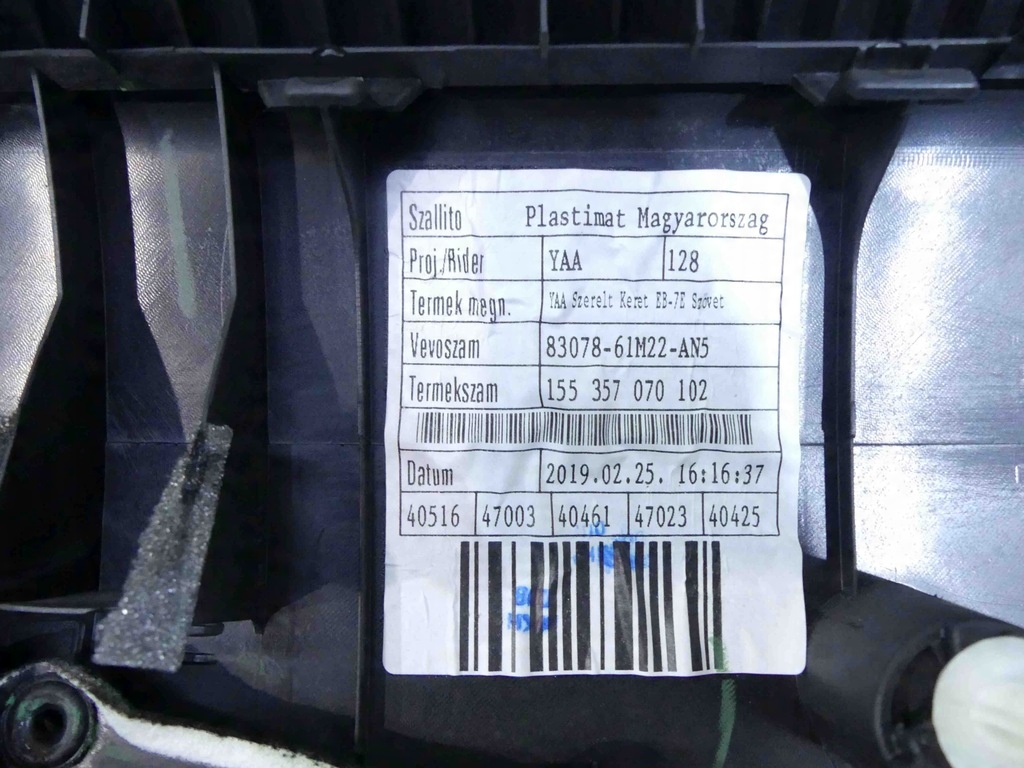 Szallito Plastimat Magyarorszag
Proj./Rider YAA 128
Termek megn. YAA Szerelt Keret EB-7E Szovet
Vevoszam 83078-61M22-AN5
Termekszam 155 357 070 102
Datum 2019.02.25. 16:16:37
40516 47003 40461 47023 40425